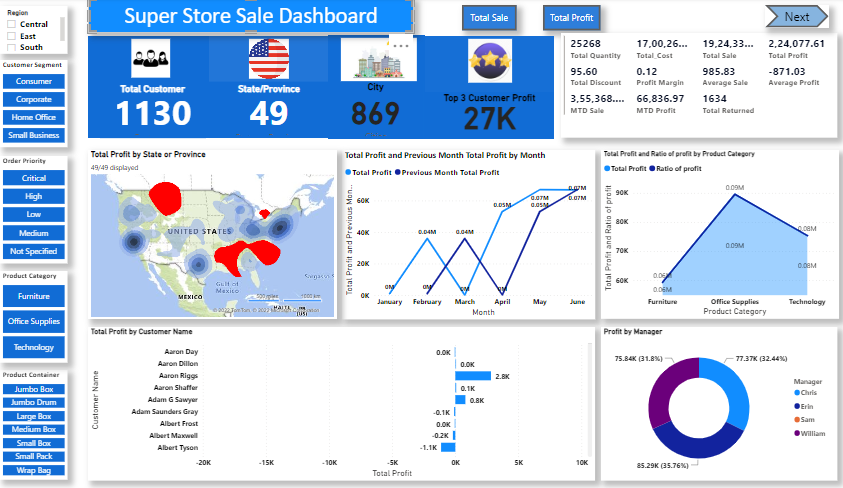 Super Store Sale Dashboard
Total Sale
Total Profit
Next
Region
Central
East
South
Customer Segment
Consumer
Corporate
Home Office
Small Business
Order Priority
Critical
High
Low
Medium
Not Specified
Product Category
Furniture
Office Supplies
Technology
Product Container
Jumbo Box
Jumbo Drum
Large Box
Medium Box
Small Box
Small Pack
Wrap Bag
Total Customer
1130
State/Province
49
City
869
Top 3 Customer Profit
27K
25268 17,00,26... 19,24,33... 2,24,077.61
Total Quantity Total_Cost Total Sale Total Profit
95.60 0.12 985.83 -871.03
Total Discount Profit Margin Average Sale Average Profit
3,55,368.... 66,836.97 1634
MTD Sale MTD Profit Total Returned
Total Profit by State or Province
49/49 displayed
UNITED STATES
Gulf of
Mexico
MEXICO
500 miles 1000 km
Total Profit and Previous Month Total Profit by Month
Total Profit Previous Month Total Profit
Total Profit and Previous Mon...
60K
40K
20K
0K
0M
0.04M
0M
0.04M
0M
0.05M
0M
0.07M
0.05M
0.07M
0.07M
January February March April May June
Month
Total Profit and Ratio of profit by Product Category
Total Profit Ratio of profit
Total Profit and Ratio of profit
90K
80K
70K
60K
0.06M
0.06M
0.09M
0.09M
0.08M
0.08M
Furniture Office Supplies Technology
Product Category
Total Profit by Customer Name
Customer Name
Aaron Day 0.0K
Aaron Dillon 0.0K
Aaron Riggs 2.8K
Aaron Shaffer 0.1K
Adam G Sawyer 0.8K
Adam Saunders Gray -0.1K
Albert Frost 0.0K
Albert Maxwell -0.2K
Albert Tyson -1.1K
-20K -15K -10K -5K 0K 5K 10K
Total Profit
Profit by Manager
75.84K (31.8%)
77.37K (32.44%)
85.29K (35.76%)
Manager
Chris
Erin
Sam
William